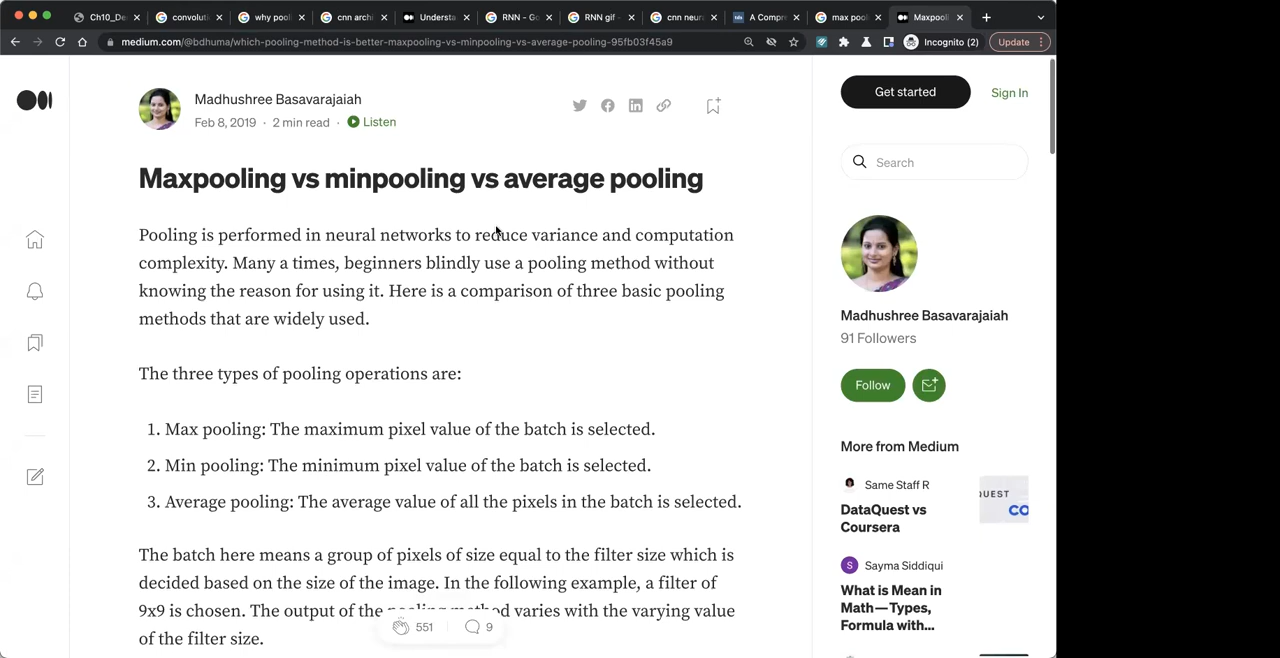 Ch10_De
convoluti
why pooli
cnn archi
Understa
RNN - Go
RNN gif -
cnn neura
A Compre
max pool
Maxpooli
medium.com/@bdhuma/which-pooling-method-is-better-maxpooling-vs-minpooling-vs-average-pooling-95fb03f45a9
Incognito (2)
Update
Madhushree Basavarajaiah
Feb 8, 2019 · 2 min read · Listen
Maxpooling vs minpooling vs average pooling
Pooling is performed in neural networks to reduce variance and computation
complexity. Many a times, beginners blindly use a pooling method without
knowing the reason for using it. Here is a comparison of three basic pooling
methods that are widely used.
The three types of pooling operations are:
1. Max pooling: The maximum pixel value of the batch is selected.
2. Min pooling: The minimum pixel value of the batch is selected.
3. Average pooling: The average value of all the pixels in the batch is selected.
The batch here means a group of pixels of size equal to the filter size which is
decided based on the size of the image. In the following example, a filter of
9x9 is chosen. The output of the pooling method varies with the varying value
of the filter size.
551
9
Get started
Sign In
Search
Madhushree Basavarajaiah
91 Followers
Follow
More from Medium
Same Staff R
DataQuest vs
Coursera
QUEST
CO
S
Sayma Siddiqui
What is Mean in
Math—Types,
Formula with...